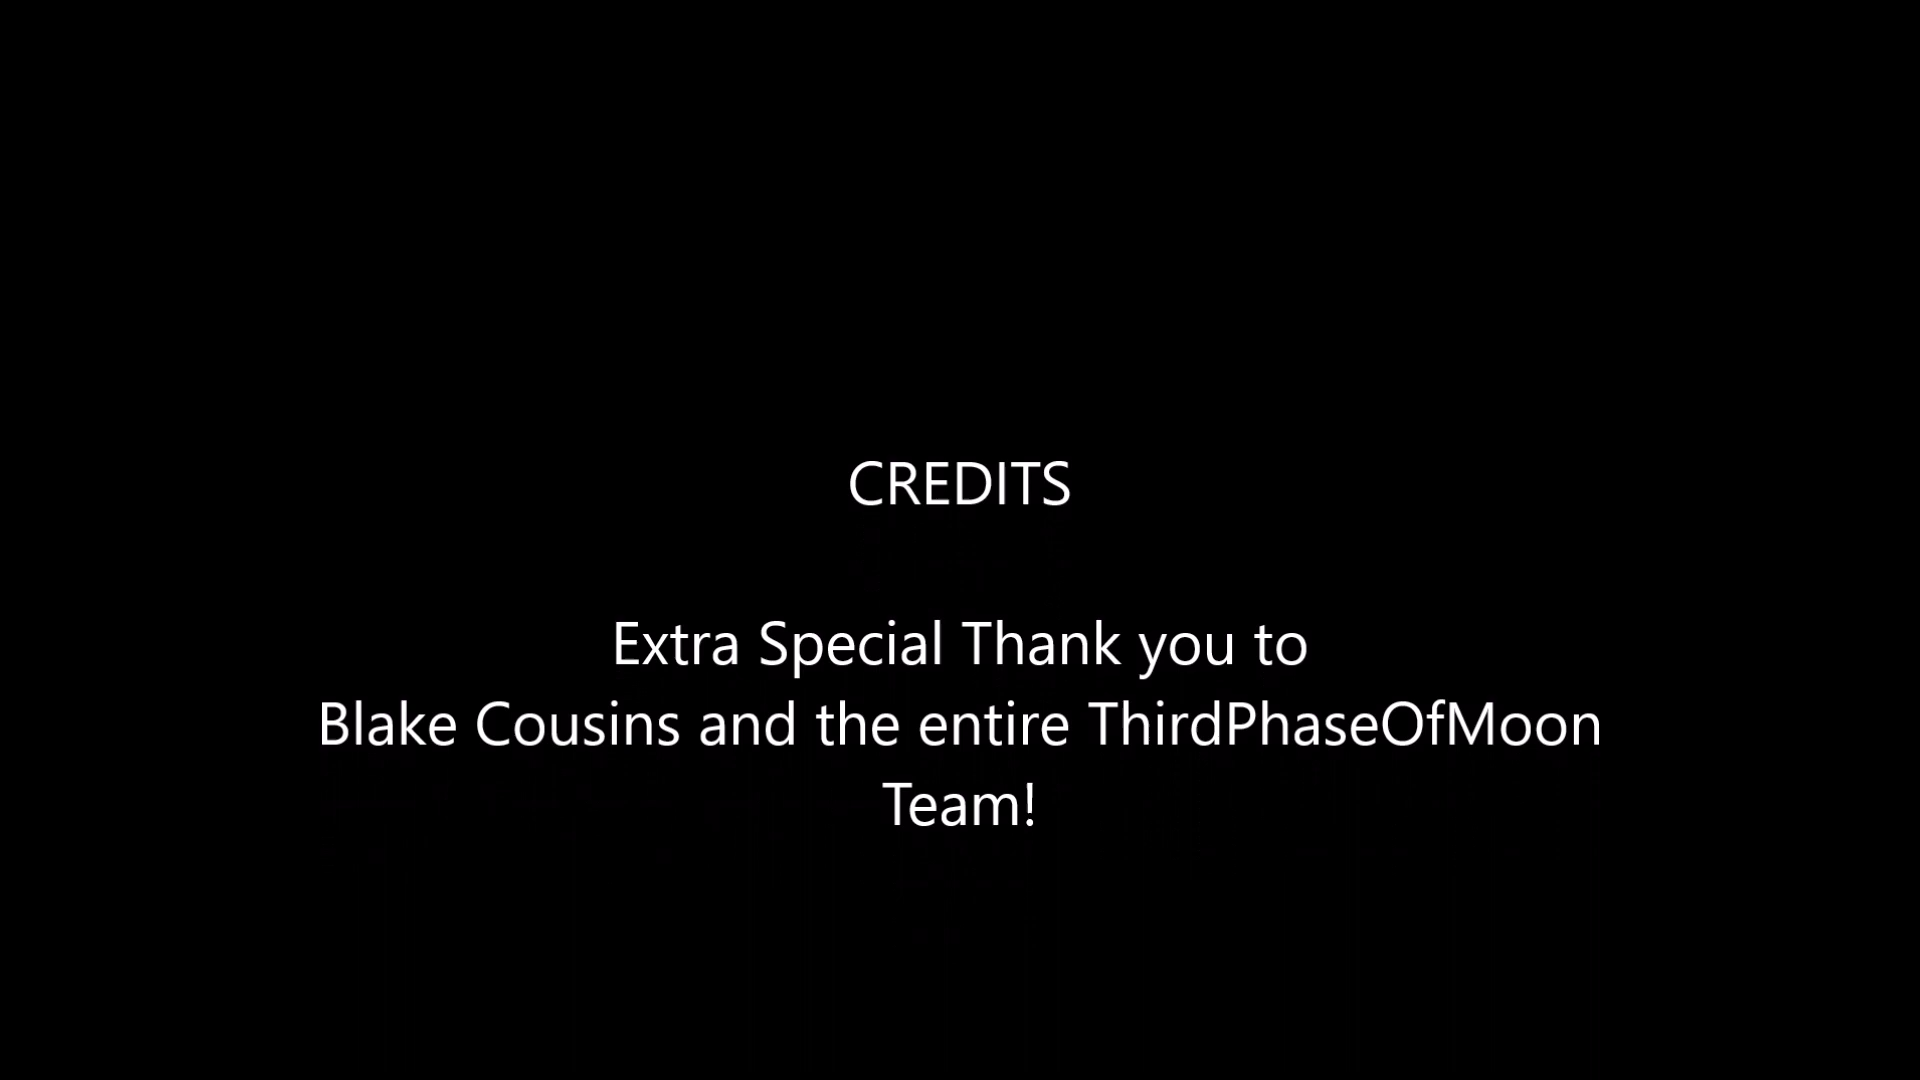 CREDITS
Extra Special Thank you to
Blake Cousins and the entire ThirdPhaseOfMoon
Team!